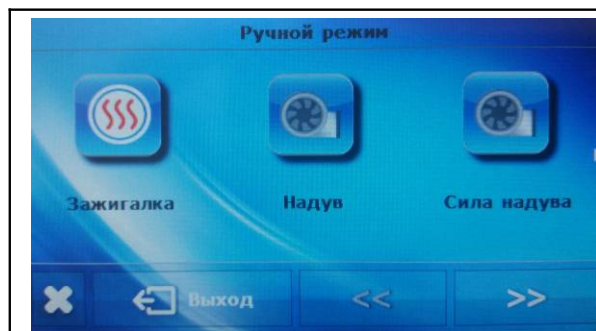 Ручной режим
Зажигалка
Надув
Сила надува
Выход
<<
>>